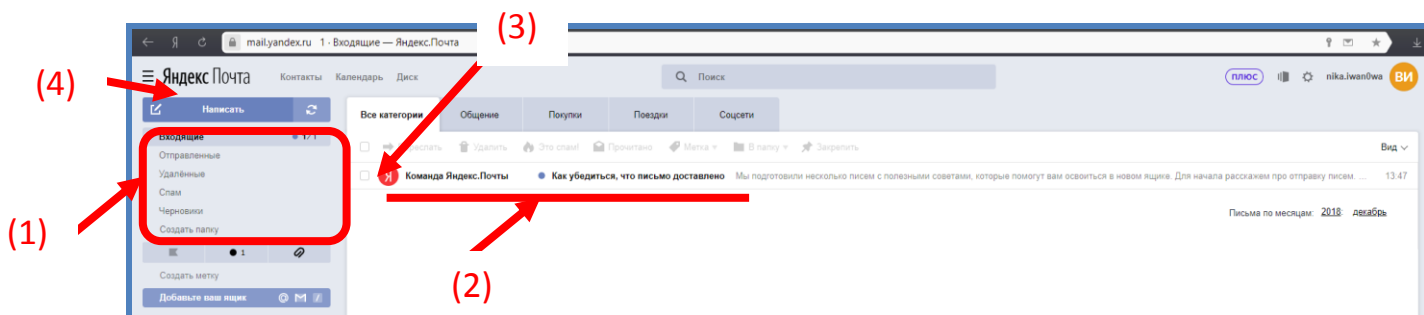 (3)
mail.yandex.ru 1 · Входящие — Яндекс.Почта
(4)
Яндекс Почта Контакты Календарь Диск Поиск плюс nika.iwan0wa ВИ
Написать
Все категории Общение Покупки Поездки Соцсети
Входящие 1/1
Переслать Удалить Это спам! Прочитано Метка В папку Закрепить Вид
Отправленные
Удалённые
Я Команда Яндекс.Почты Как убедиться, что письмо доставлено Мы подготовили несколько писем с полезными советами, которые помогут вам освоиться в новом ящике. Для начала расскажем про отправку писем. ... 13:47
Спам
Черновики
Письма по месяцам: 2018 декабрь
(1)
Создать папку
1
Создать метку
(2)
Добавьте ваш ящик